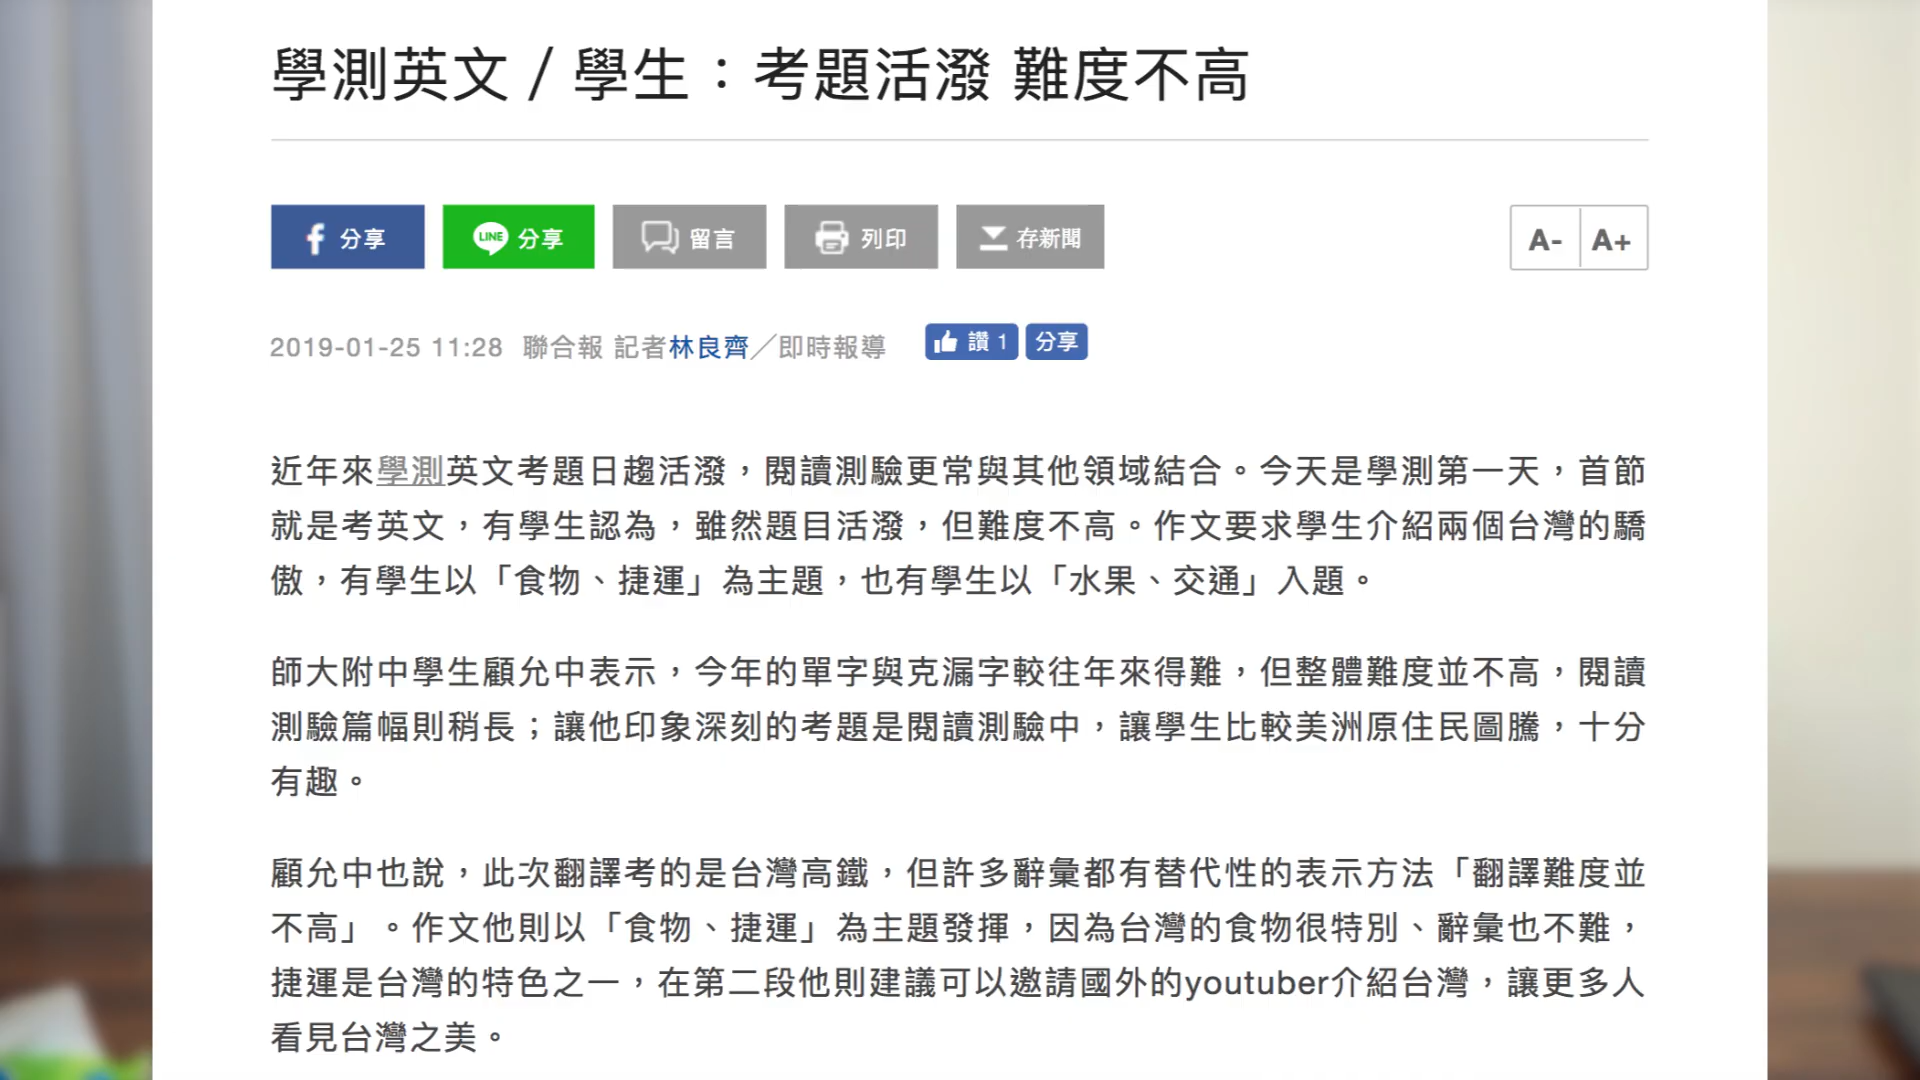 學測英文／學生：考題活潑 難度不高
分享
LINE 分享
留言
列印
存新聞
A- A+
2019-01-25 11:28 聯合報 記者林良齊／即時報導
讚 1 分享
近年來學測英文考題日趨活潑，閱讀測驗更常與其他領域結合。今天是學測第一天，首節
就是考英文，有學生認為，雖然題目活潑，但難度不高。作文要求學生介紹兩個台灣的驕
傲，有學生以「食物、捷運」為主題，也有學生以「水果、交通」入題。
師大附中學生顧允中表示，今年的單字與克漏字較往年來得難，但整體難度並不高，閱讀
測驗篇幅則稍長；讓他印象深刻的考題是閱讀測驗中，讓學生比較美洲原住民圖騰，十分
有趣。
顧允中也說，此次翻譯考的是台灣高鐵，但許多辭彙都有替代性的表示方法「翻譯難度並
不高」。作文他則以「食物、捷運」為主題發揮，因為台灣的食物很特別、辭彙也不難，
捷運是台灣的特色之一，在第二段他則建議可以邀請國外的youtuber介紹台灣，讓更多人
看見台灣之美。